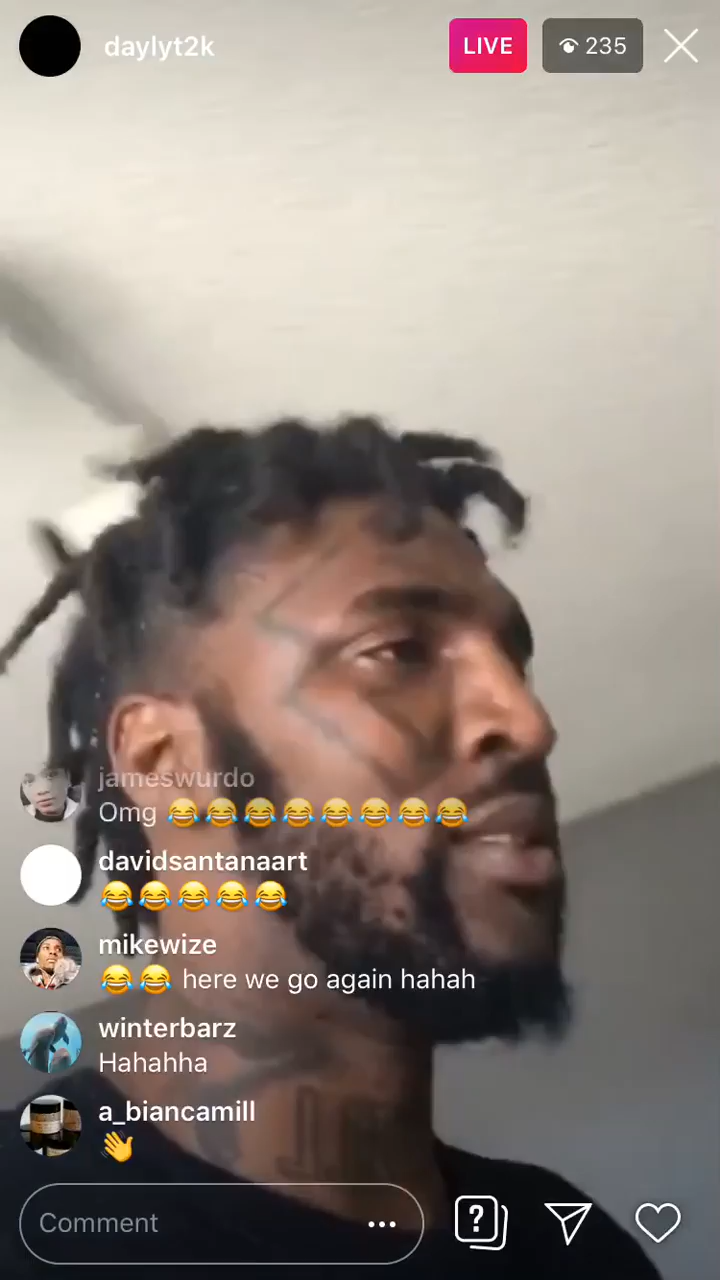 daylyt2k
LIVE
235
jameswurdo
Omg 😂😂😂😂😂😂😂😂
davidsantanaart
😂😂😂😂😂
mikewize
😂😂 here we go again hahah
winterbarz
Hahahha
a_biancamill
👋
Comment
?